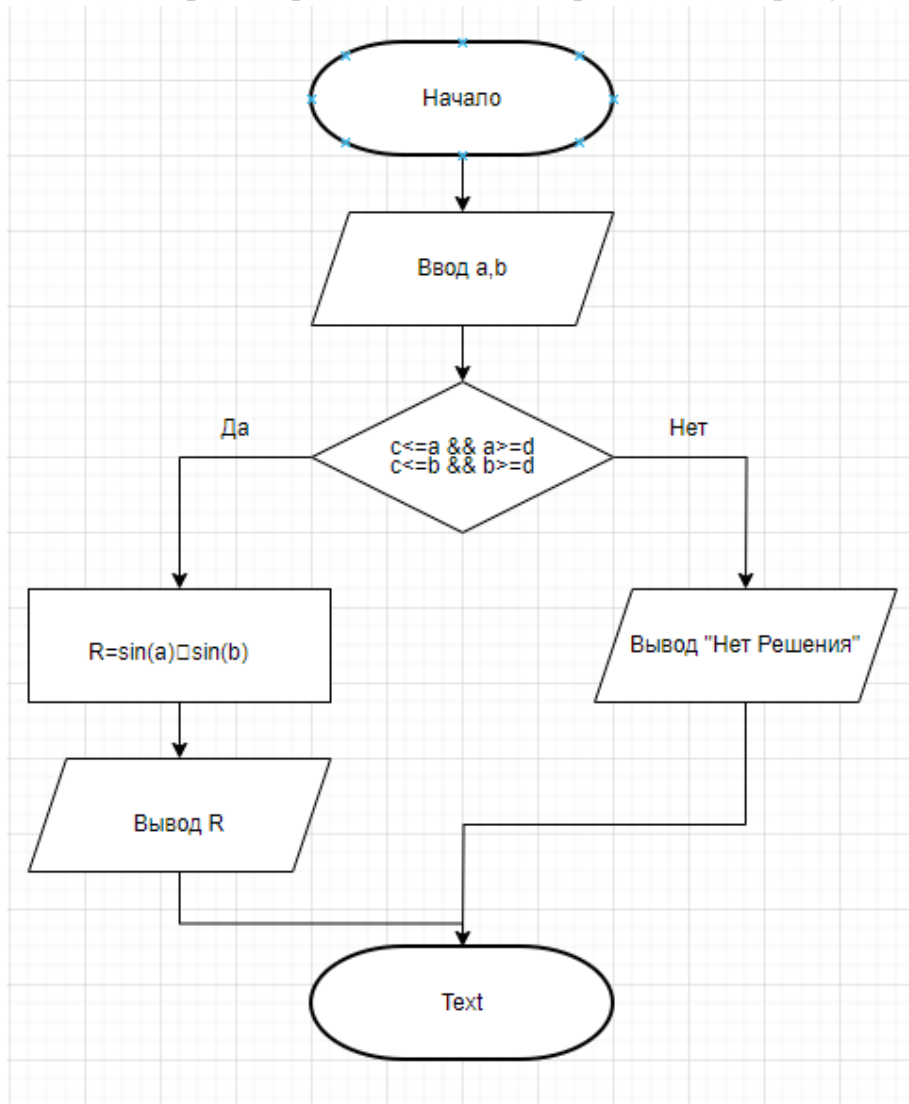 Начало
Ввод a,b
Да
Нет
c<=a && a>=d
c<=b && b>=d
R=sin(a)□sin(b)
Вывод "Нет Решения"
Вывод R
Text